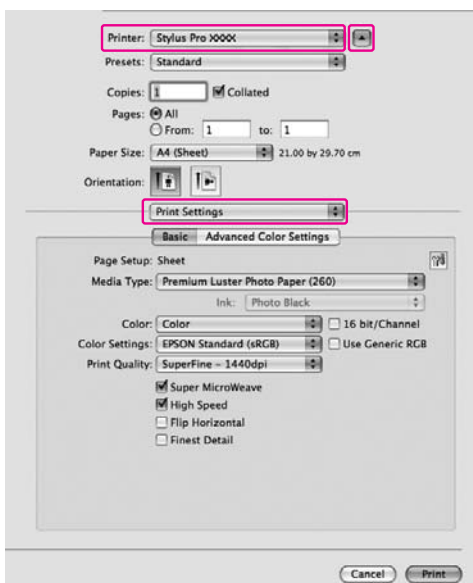 Printer: Stylus Pro XXXX
Presets: Standard
Copies: 1 Collated
Pages: All
From: 1 to: 1
Paper Size: A4 (Sheet) 21.00 by 29.70 cm
Orientation:
Print Settings
Basic Advanced Color Settings
Page Setup: Sheet
Media Type: Premium Luster Photo Paper (260)
Ink: Photo Black
Color: Color 16 bit/Channel
Color Settings: EPSON Standard (sRGB) Use Generic RGB
Print Quality: SuperFine - 1440dpi
Super MicroWeave
High Speed
Flip Horizontal
Finest Detail
Cancel Print